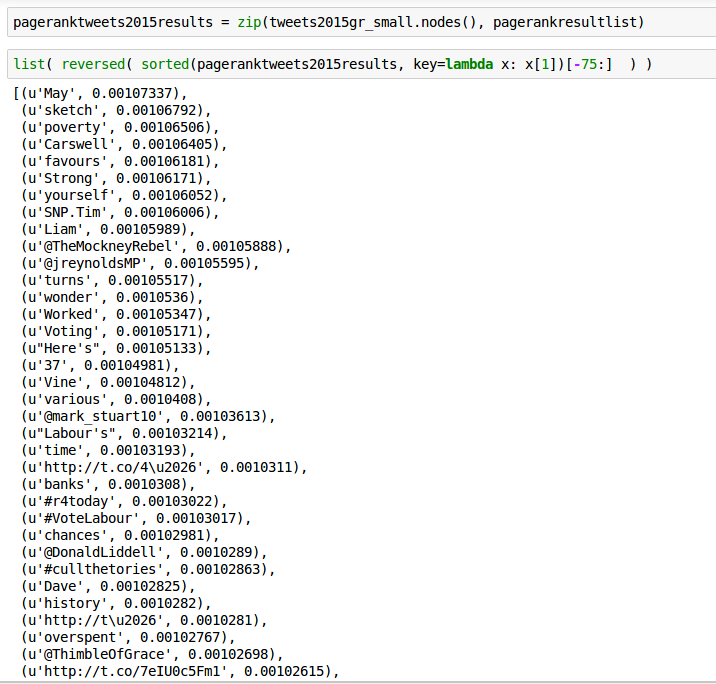 pageranktweets2015results = zip(tweets2015gr_small.nodes(), pagerankresultlist)
list( reversed( sorted(pageranktweets2015results, key=lambda x: x[1])[-75:]  ) )
[(u'May', 0.00107337),
(u'sketch', 0.00106792),
(u'poverty', 0.00106506),
(u'Carswell', 0.00106405),
(u'favours', 0.00106181),
(u'Strong', 0.00106171),
(u'yourself', 0.00106052),
(u'SNP.Tim', 0.00106006),
(u'Liam', 0.00105989),
(u'@TheMockneyRebel', 0.00105888),
(u'@jreynoldsMP', 0.00105595),
(u'turns', 0.00105517),
(u'wonder', 0.0010536),
(u'Worked', 0.00105347),
(u'Voting', 0.00105171),
(u"Here's", 0.00105133),
(u'37', 0.00104981),
(u'Vine', 0.00104812),
(u'various', 0.0010408),
(u'@mark_stuart10', 0.00103613),
(u"Labour's", 0.00103214),
(u'time', 0.00103193),
(u'http://t.co/4\u2026', 0.0010311),
(u'banks', 0.0010308),
(u'#r4today', 0.00103022),
(u'#VoteLabour', 0.00103017),
(u'chances', 0.00102981),
(u'@DonaldLiddell', 0.0010289),
(u'#cullthetories', 0.00102863),
(u'Dave', 0.00102825),
(u'history', 0.0010282),
(u'http://t\u2026', 0.0010281),
(u'overspent', 0.00102767),
(u'@ThimbleOfGrace', 0.00102698),
(u'http://t.co/7eIU0c5Fm1', 0.00102615),